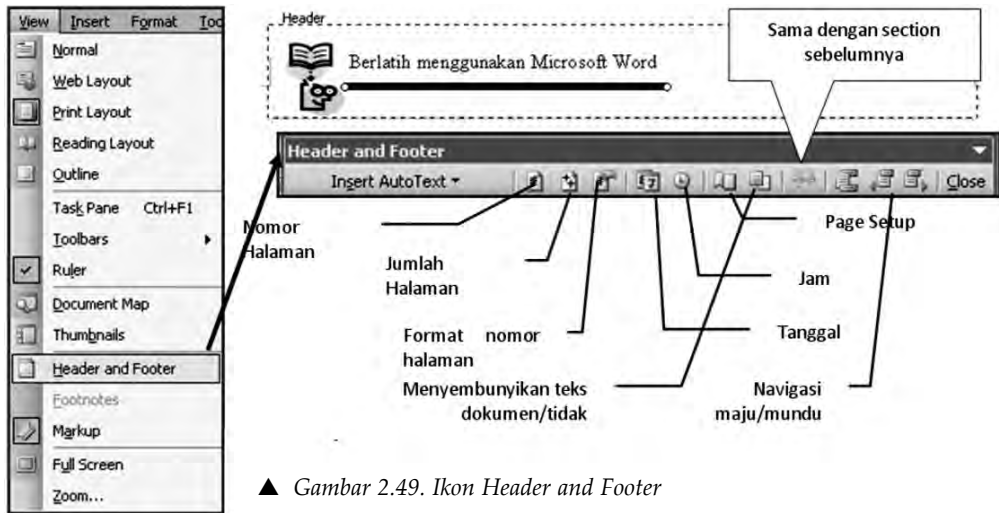 View Insert Format Too
Normal
Web Layout
Print Layout
Reading Layout
Outline
Task Pane Ctrl+F1
Toolbars
Ruler
Document Map
Thumbnails
Header and Footer
Footnotes
Markup
Full Screen
Zoom...
Header
Berlatih menggunakan Microsoft Word
Sama dengan section
sebelumnya
Header and Footer
Insert AutoText Close
Nomor
Halaman
Jumlah
Halaman
Format nomor
halaman
Menyembunyikan teks
dokumen/tidak
Page Setup
Jam
Tanggal
Navigasi
maju/mundu
▲ Gambar 2.49. Ikon Header and Footer